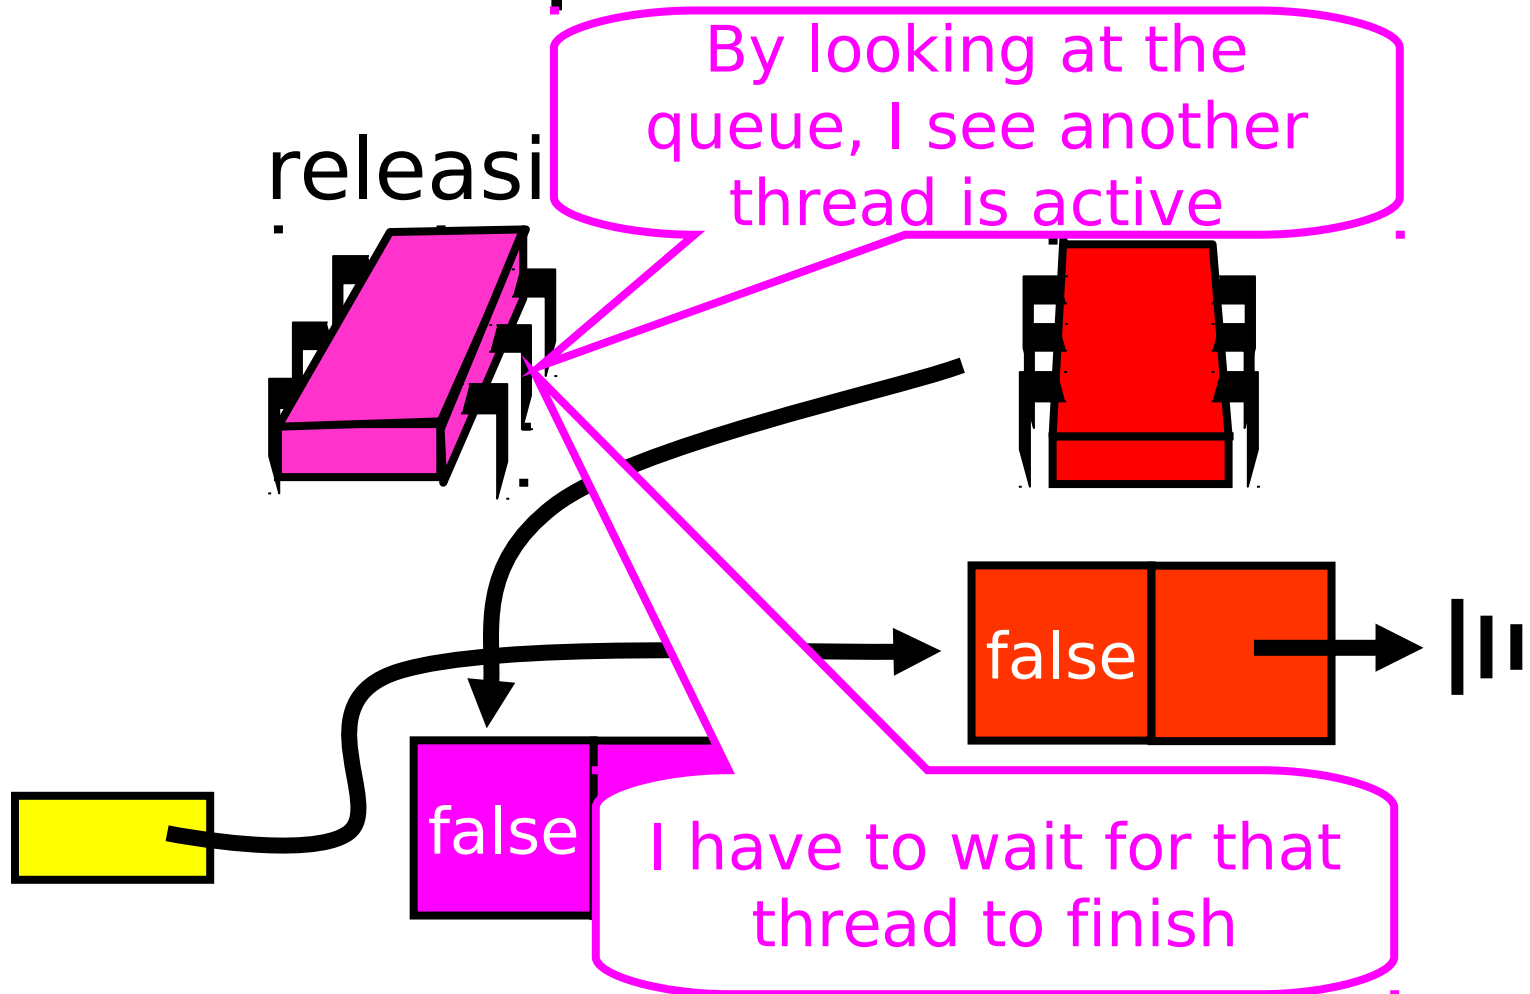 By looking at the
queue, I see another
thread is active
releasi
false
false
I have to wait for that
thread to finish